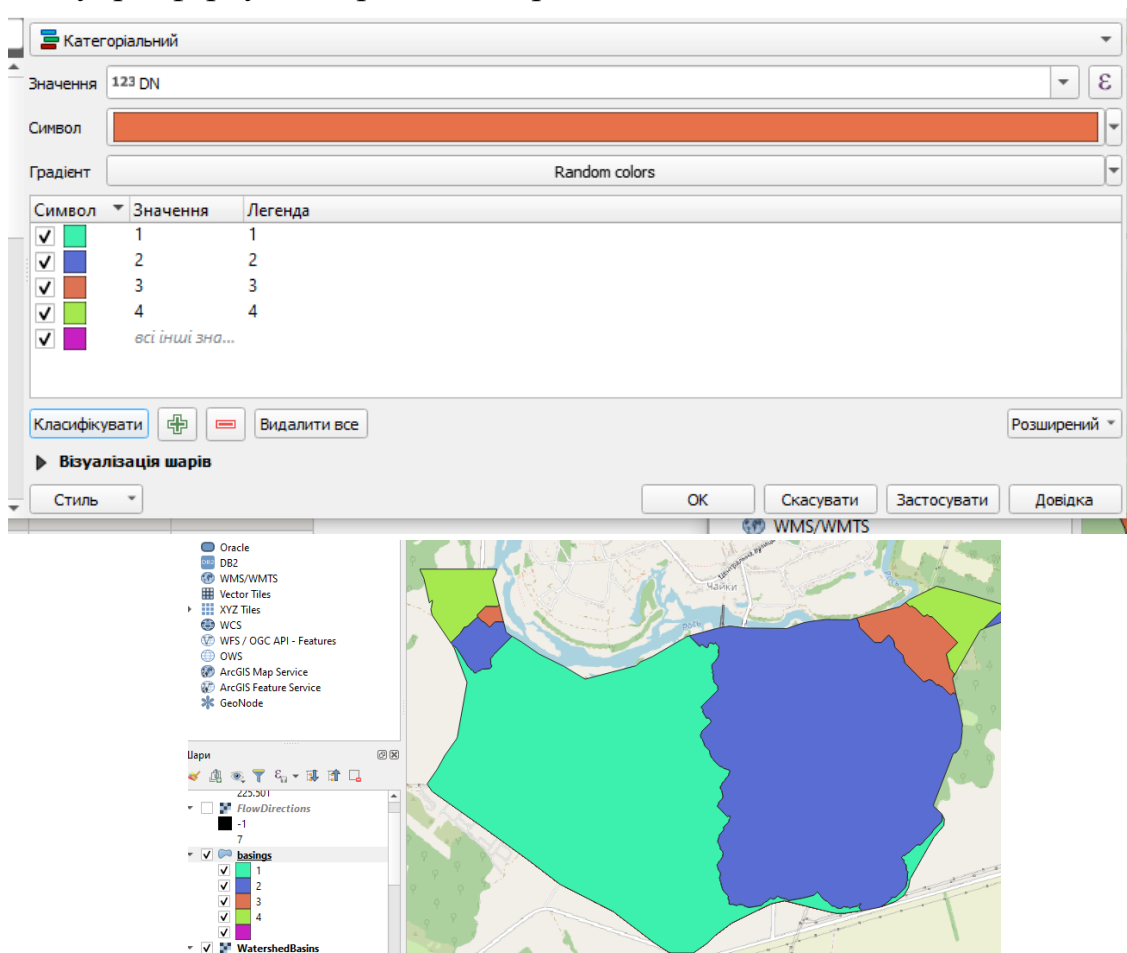 Категоріальний
Значення 123 DN ε
Символ
Градієнт Random colors
Символ Значення Легенда
1 1
2 2
3 3
4 4
всі інші зна...
Класифікувати Видалити все Розширений
Візуалізація шарів
Стиль OK Скасувати Застосувати Довідка
WMS/WMTS
Oracle
DB2
WMS/WMTS
Vector Tiles
XYZ Tiles
WCS
WFS / OGC API - Features
OWS
ArcGIS Map Service
ArcGIS Feature Service
GeoNode
Шари
225.501
FlowDirections
-1
7
basings
1
2
3
4
WatershedBasins
Чайки
Рось
Рось